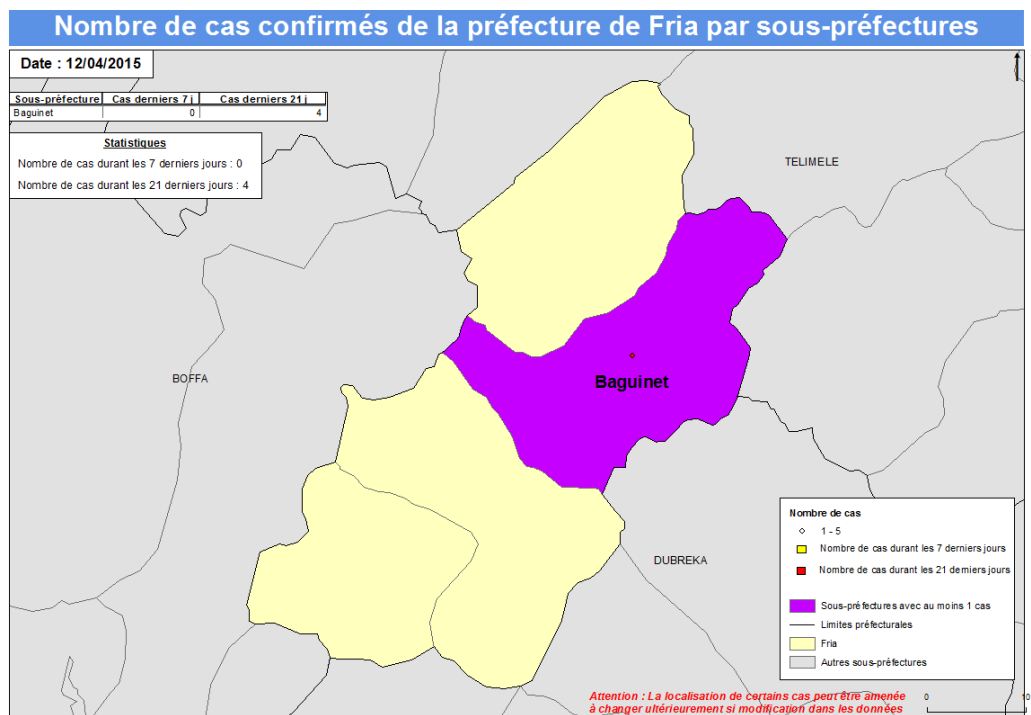 Nombre de cas confirmés de la préfecture de Fria par sous-préfectures
Date : 12/04/2015
Sous-préfecture Cas derniers 7 j Cas derniers 21 j
Baguinet 0 4
Statistiques
Nombre de cas durant les 7 derniers jours : 0
Nombre de cas durant les 21 derniers jours : 4
TELIMELE
BOFFA
Baguinet
DUBREKA
Nombre de cas
1 - 5
Nombre de cas durant les 7 derniers jours
Nombre de cas durant les 21 derniers jours
Sous-préfectures avec au moins 1 cas
Limites préfecturales
Fria
Autres sous-préfectures
Attention : La localisation de certains cas peut être amenée
à changer ultérieurement si modification dans les données
0 10